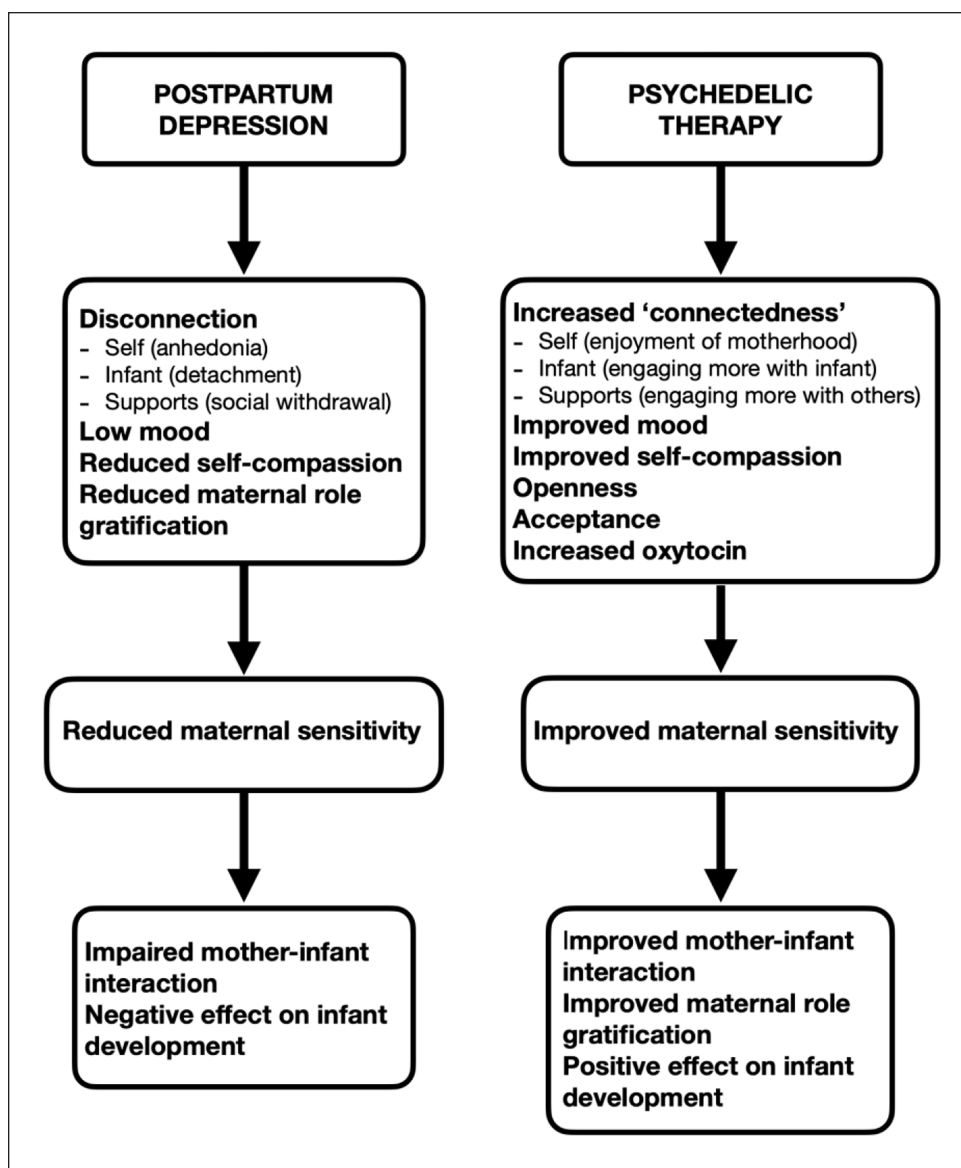 POSTPARTUM
DEPRESSION
Disconnection
- Self (anhedonia)
- Infant (detachment)
- Supports (social withdrawal)
Low mood
Reduced self-compassion
Reduced maternal role
gratification
Reduced maternal sensitivity
Impaired mother-infant
interaction
Negative effect on infant
development
PSYCHEDELIC
THERAPY
Increased ‘connectedness’
- Self (enjoyment of motherhood)
- Infant (engaging more with infant)
- Supports (engaging more with others)
Improved mood
Improved self-compassion
Openness
Acceptance
Increased oxytocin
Improved maternal sensitivity
Improved mother-infant
interaction
Improved maternal role
gratification
Positive effect on infant
development